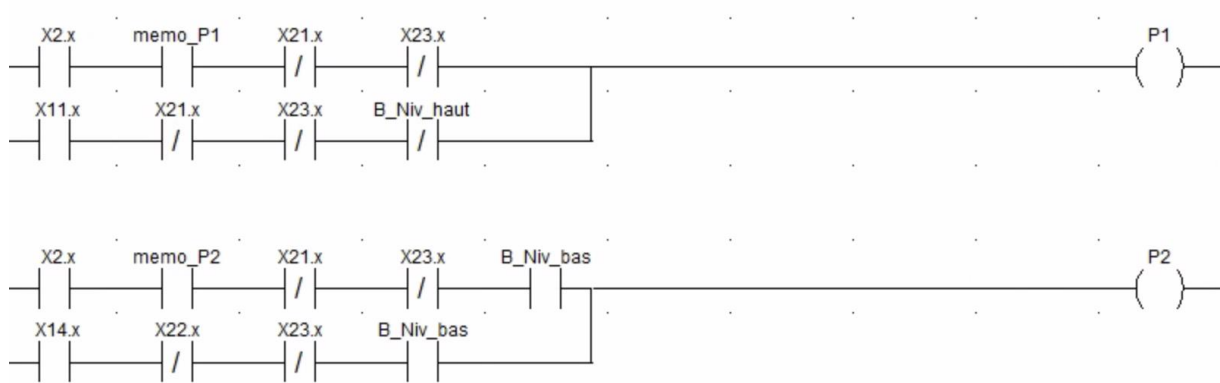 X2.x memo_P1 X21.x X23.x P1
X11.x X21.x X23.x B_Niv_haut
X2.x memo_P2 X21.x X23.x B_Niv_bas P2
X14.x X22.x X23.x B_Niv_bas